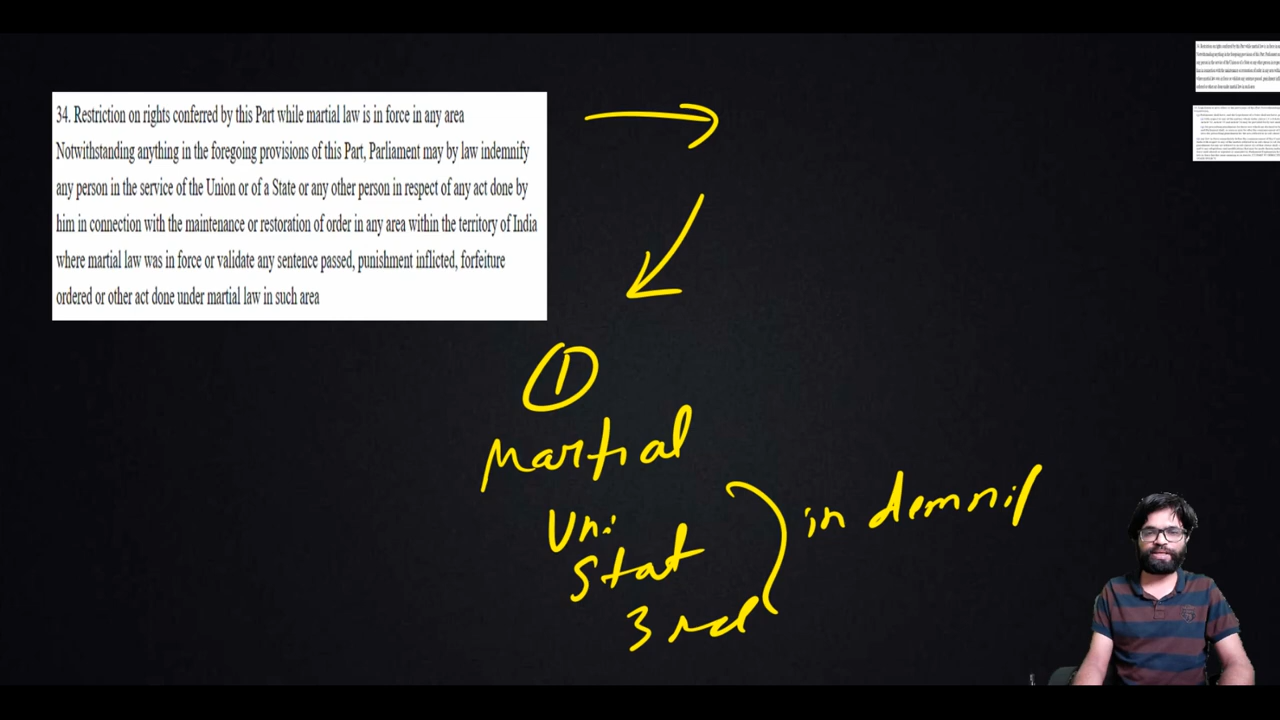 34. Restriction on rights conferred by this Part while martial law is in force in any area
Notwithstanding anything in the foregoing provisions of this Part, Parliament may by law indemnify
any person in the service of the Union or of a State or any other person in respect of any act done by
him in connection with the maintenance or restoration of order in any area within the territory of India
where martial law was in force or validate any sentence passed, punishment inflicted, forfeiture
ordered or other act done under martial law in such area
1
Martial
Uni
Stat
3rd
indemnif